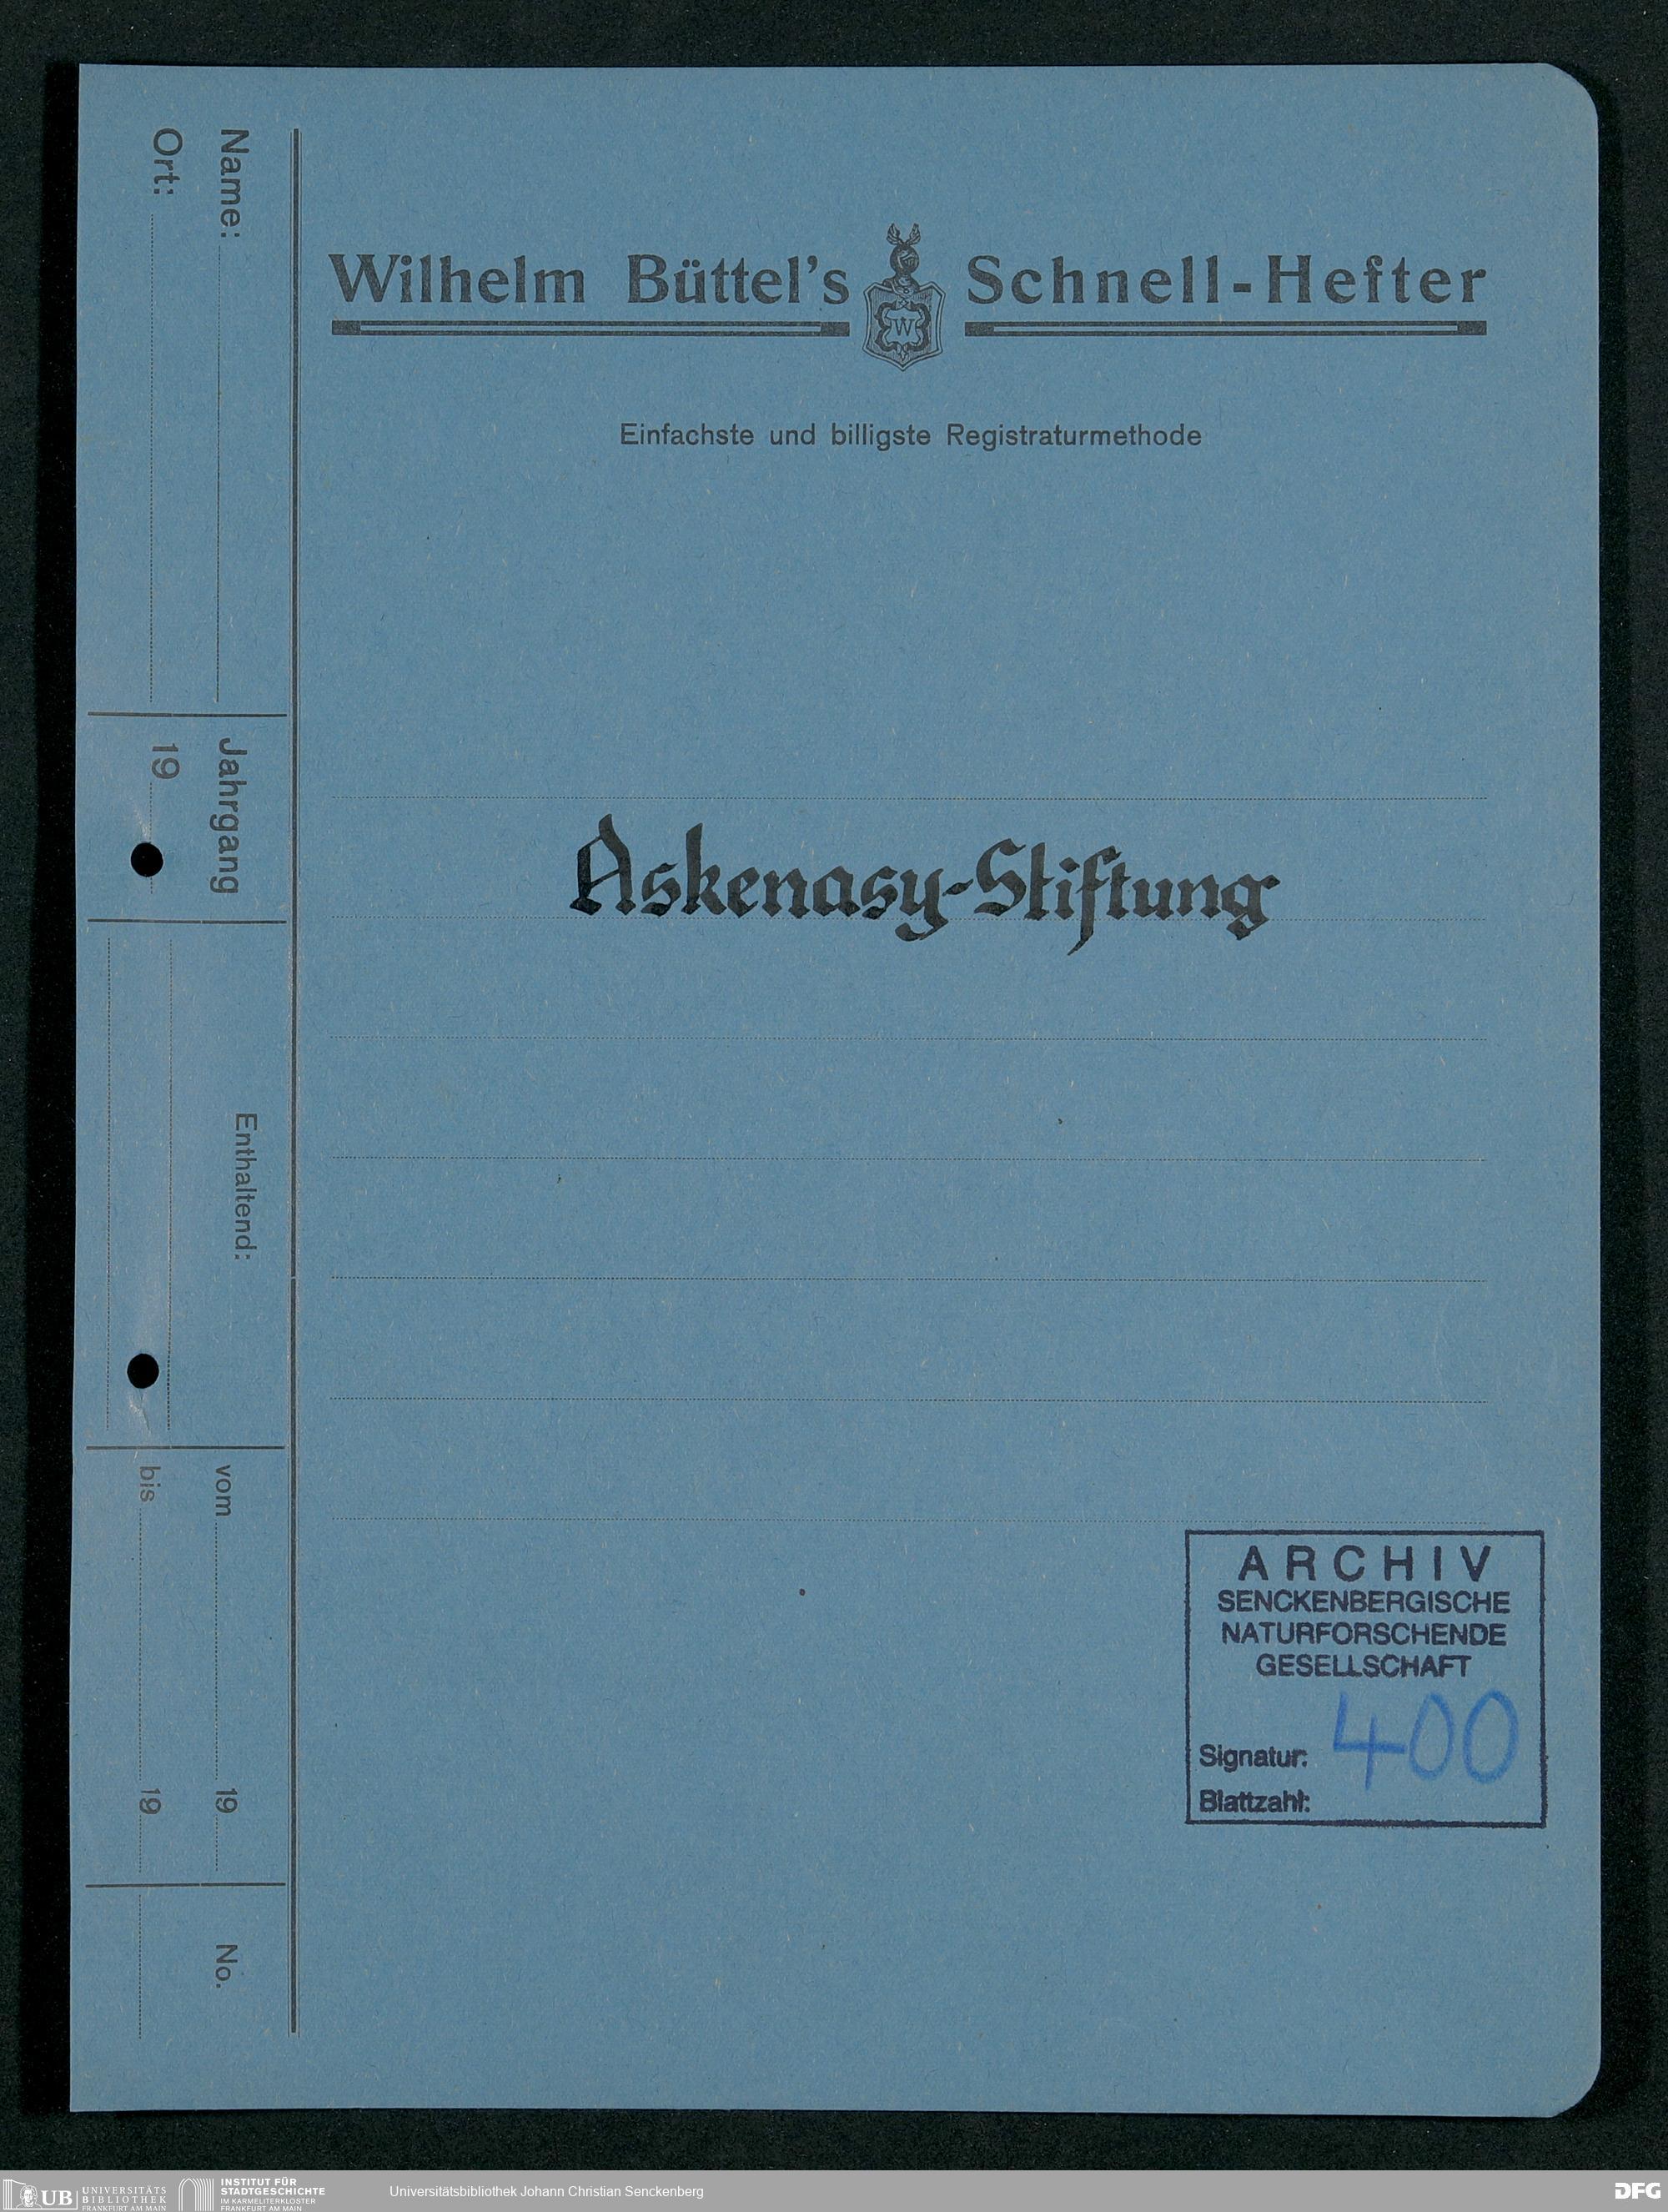 Wilhelm Büttel's W Schnell-Hefter
Einfachste und billigste Registraturmethode
Askenasy-Stiftung
Name:
Ort:
Jahrgang
19
Enthaltend:
vom 19
bis 19
No.
ARCHIV
SENCKENBERGISCHE
NATURFORSCHENDE
GESELLSCHAFT
Signatur: 400
Blattzahl:
UB
UNIVERSITÄTS
BIBLIOTHEK
FRANKFURT AM MAIN
INSTITUT FÜR
STADTGESCHICHTE
IM KARMELITERKLOSTER
FRANKFURT AM MAIN
Universitätsbibliothek Johann Christian Senckenberg
DFG